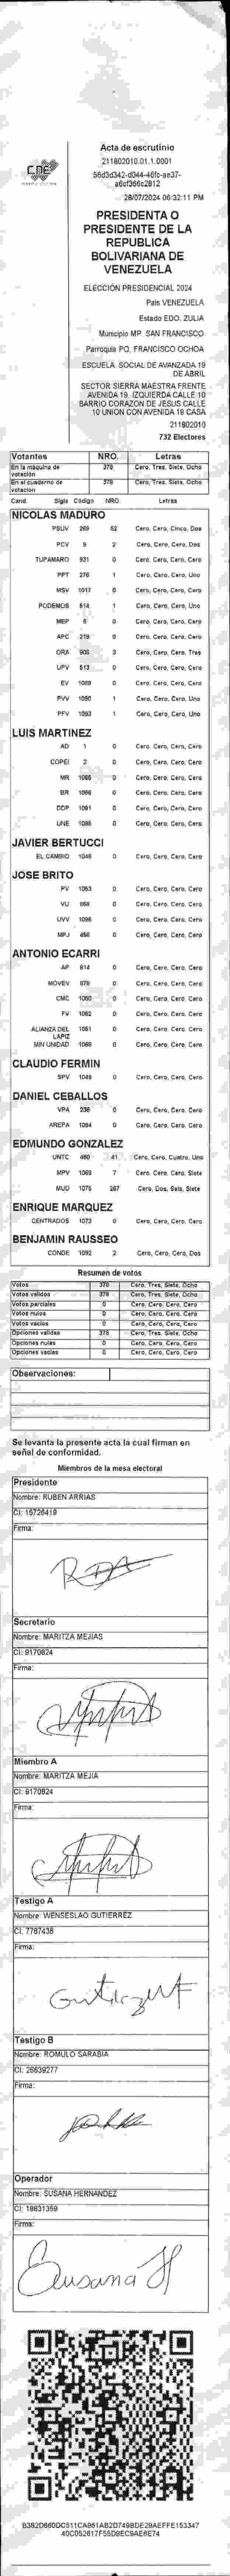 CNE
Acta de escrutinio
211802010.01.1.0001
28/07/2024 06:32:11 PM
PRESIDENTA O
PRESIDENTE DE LA
REPUBLICA
BOLIVARIANA DE
VENEZUELA
ELECCIÓN PRESIDENCIAL 2024
País VENEZUELA
Estado EDO. ZULIA
Municipio MP. SAN FRANCISCO
Parroquia PQ. FRANCISCO OCHOA
ESCUELA SOCIAL DE AVANZADA 19
DE ABRIL
SECTOR SIERRA MAESTRA FRENTE
AVENIDA 19 IZQUIERDA CALLE 10
BARRIO CORAZON DE JESUS CALLE
10 UNION CON AVENIDA 18 CASA
211802010
732 Electores
Votantes NRO. Letras
En la máquina de votación 378 Cero, Tres, Siete, Ocho
En el cuaderno de votación 378 Cero, Tres, Siete, Ocho
Cand. Sigla Código NRO. Letras
NICOLAS MADURO
PSUV 269 52 Cero, Cero, Cinco, Dos
PCV 9 2 Cero, Cero, Cero, Dos
TUPAMARO 931 0 Cero, Cero, Cero, Cero
PPT 276 1 Cero, Cero, Cero, Uno
MSV 1017 0 Cero, Cero, Cero, Cero
PODEMOS 514 1 Cero, Cero, Cero, Uno
MEP 6 0 Cero, Cero, Cero, Cero
APC 219 0 Cero, Cero, Cero, Cero
ORA 906 3 Cero, Cero, Cero, Tres
UPV 513 0 Cero, Cero, Cero, Cero
EV 1089 0 Cero, Cero, Cero, Cero
PVV 1090 1 Cero, Cero, Cero, Uno
PFV 1093 1 Cero, Cero, Cero, Uno
LUIS MARTINEZ
AD 1 0 Cero, Cero, Cero, Cero
COPEI 2 0 Cero, Cero, Cero, Cero
MR 1065 0 Cero, Cero, Cero, Cero
BR 1066 0 Cero, Cero, Cero, Cero
DDP 1091 0 Cero, Cero, Cero, Cero
UNE 1095 0 Cero, Cero, Cero, Cero
JAVIER BERTUCCI
EL CAMBIO 1048 0 Cero, Cero, Cero, Cero
JOSE BRITO
PV 1053 0 Cero, Cero, Cero, Cero
VU 968 0 Cero, Cero, Cero, Cero
UVV 1096 0 Cero, Cero, Cero, Cero
MPJ 456 0 Cero, Cero, Cero, Cero
ANTONIO ECARRI
AP 814 0 Cero, Cero, Cero, Cero
MOVEV 978 0 Cero, Cero, Cero, Cero
CMC 1050 0 Cero, Cero, Cero, Cero
FV 1062 0 Cero, Cero, Cero, Cero
ALIANZA DEL LAPIZ 1051 0 Cero, Cero, Cero, Cero
MIN UNIDAD 1068 0 Cero, Cero, Cero, Cero
CLAUDIO FERMIN
SPV 1049 0 Cero, Cero, Cero, Cero
DANIEL CEBALLOS
VPA 238 0 Cero, Cero, Cero, Cero
AREPA 1094 0 Cero, Cero, Cero, Cero
EDMUNDO GONZALEZ
UNTC 460 41 Cero, Cero, Cuatro, Uno
MPV 1069 7 Cero, Cero, Cero, Siete
MUD 1075 267 Cero, Dos, Seis, Siete
ENRIQUE MARQUEZ
CENTRADOS 1073 0 Cero, Cero, Cero, Cero
BENJAMIN RAUSSEO
CONDE 1092 2 Cero, Cero, Cero, Dos
Resumen de votos
Votos 378 Cero, Tres, Siete, Ocho
Votos válidos 378 Cero, Tres, Siete, Ocho
Votos parciales 0 Cero, Cero, Cero, Cero
Votos nulos 0 Cero, Cero, Cero, Cero
Votos vacíos 0 Cero, Cero, Cero, Cero
Opciones válidas 378 Cero, Tres, Siete, Ocho
Opciones nulas 0 Cero, Cero, Cero, Cero
Opciones vacías 0 Cero, Cero, Cero, Cero
Observaciones:
Se levanta la presente acta la cual firman en
señal de conformidad.
Miembros de la mesa electoral
Presidente
Nombre: RUBEN ARRIAS
CI: 15726419
Firma:
Secretario
Nombre: MARITZA MEJIAS
CI: 9170824
Firma:
Miembro A
Nombre: MARITZA MEJIA
CI: 9170824
Firma:
Testigo A
Nombre: WENSESLAO GUTIERREZ
CI: 7787438
Firma:
Testigo B
Nombre: ROMULO SARABIA
CI: 26639277
Firma:
Operador
Nombre: SUSANA HERNANDEZ
CI: 18831359
Firma:
Susana H